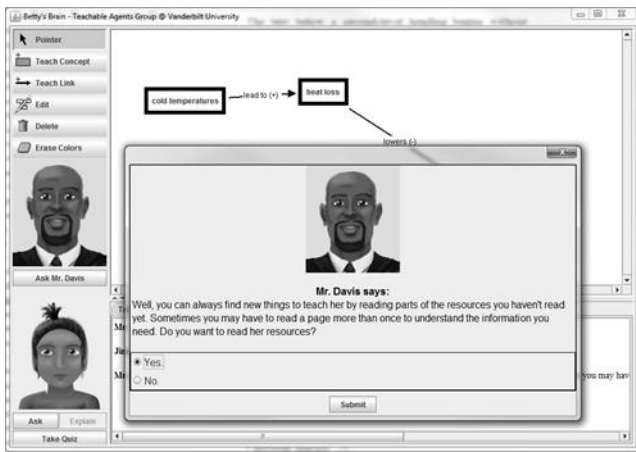 Betty's Brain - Teachable Agents Group @ Vanderbilt University
Pointer
Teach Concept
Teach Link
Edit
Delete
Erase Colors
Ask Mr. Davis
Ask
Explain
Take Quiz
cold temperatures
lead to (+)
heat loss
lowers (-)
Mr. Davis says:
Well, you can always find new things to teach her by reading parts of the resources you haven't read
yet. Sometimes you may have to read a page more than once to understand the information you
need. Do you want to read her resources?
Yes.
No.
Submit
you may hav